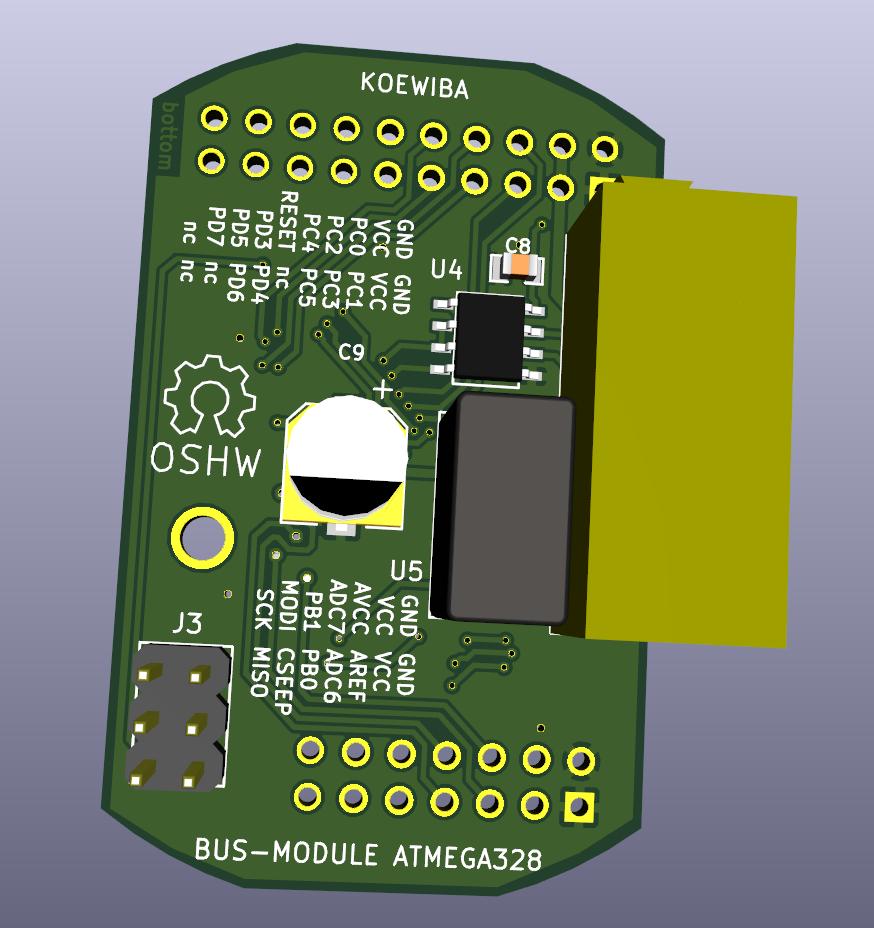 KOEWIBA
bottom
nc PD7 PD5 PD3 RESET PC4 PC2 PC0 VCC GND
nc nc PD6 PD4 nc PC5 PC3 PC1 VCC GND
C8
U4
C9
+
OSHW
U5
SCK MODI PB1 ADC7 AVCC VCC GND
MISO CSEEP PB0 ADC6 AREF VCC GND
J3
BUS-MODULE ATMEGA328